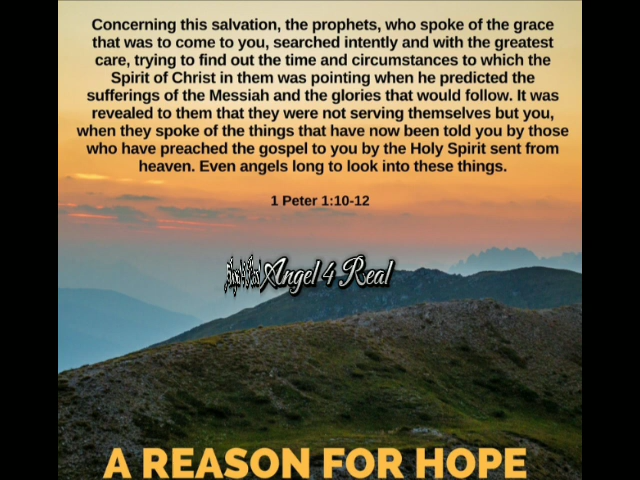 Concerning this salvation, the prophets, who spoke of the grace
that was to come to you, searched intently and with the greatest
care, trying to find out the time and circumstances to which the
Spirit of Christ in them was pointing when he predicted the
sufferings of the Messiah and the glories that would follow. It was
revealed to them that they were not serving themselves but you,
when they spoke of the things that have now been told you by those
who have preached the gospel to you by the Holy Spirit sent from
heaven. Even angels long to look into these things.
1 Peter 1:10-12
Angel 4 Real
A REASON FOR HOPE